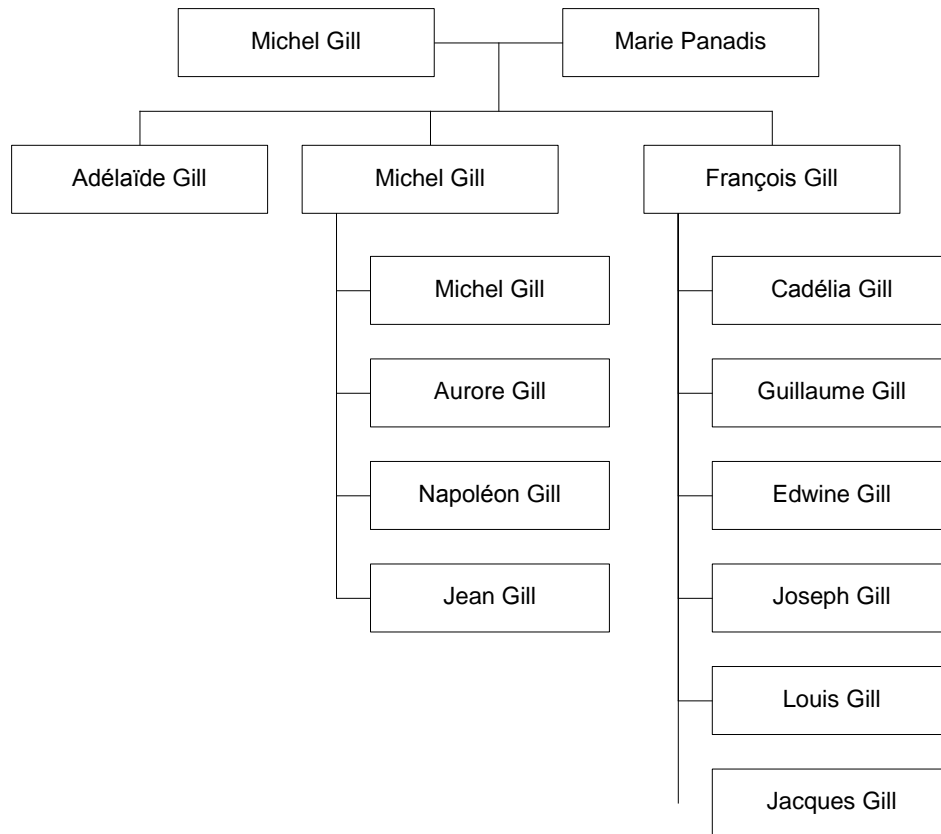 Michel Gill
Marie Panadis
Adélaïde Gill
Michel Gill
François Gill
Michel Gill
Aurore Gill
Napoléon Gill
Jean Gill
Cadélia Gill
Guillaume Gill
Edwine Gill
Joseph Gill
Louis Gill
Jacques Gill